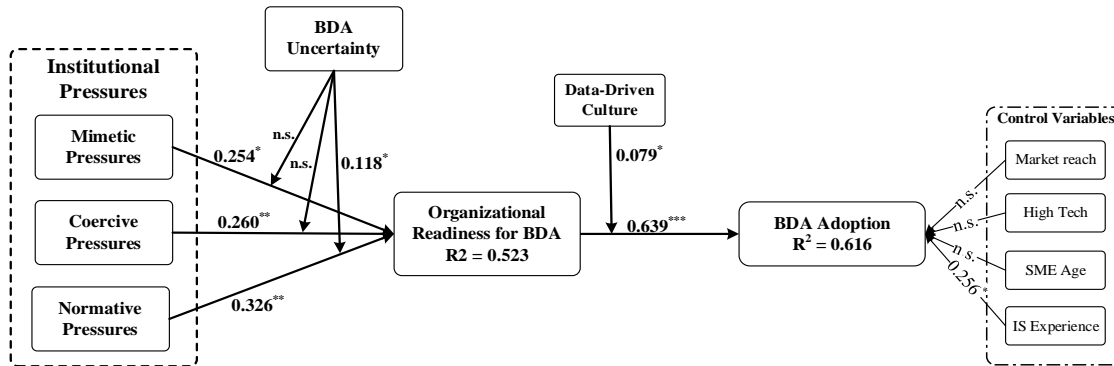 BDA
Uncertainty
Institutional
Pressures
Mimetic
Pressures
Coercive
Pressures
Normative
Pressures
n.s.
n.s.
0.118*
0.254*
0.260**
0.326**
Organizational
Readiness for BDA
R2 = 0.523
Data-Driven
Culture
0.079*
0.639***
BDA Adoption
R² = 0.616
Control Variables
Market reach
High Tech
SME Age
IS Experience
n.s.
n.s.
n s.
0.256*